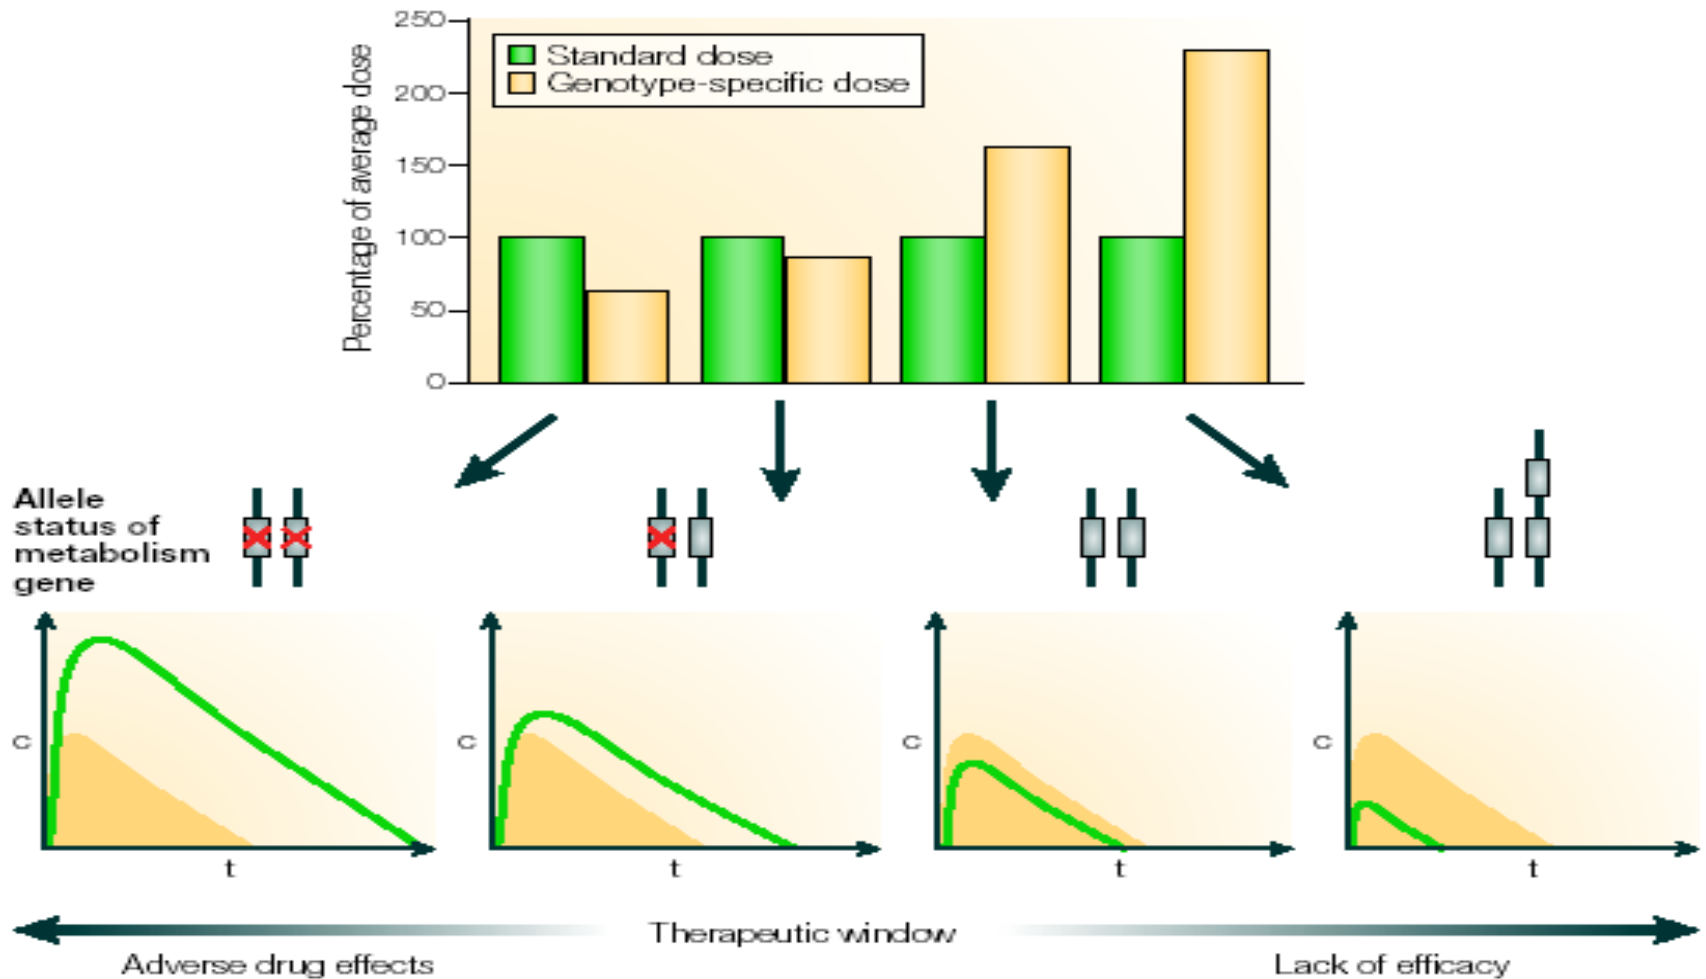 Percentage of average dose
250
200
150
100
50
0
Standard dose
Genotype-specific dose
Allele
status of
metabolism
gene
c
t
c
t
c
t
c
t
Therapeutic window
Adverse drug effects
Lack of efficacy